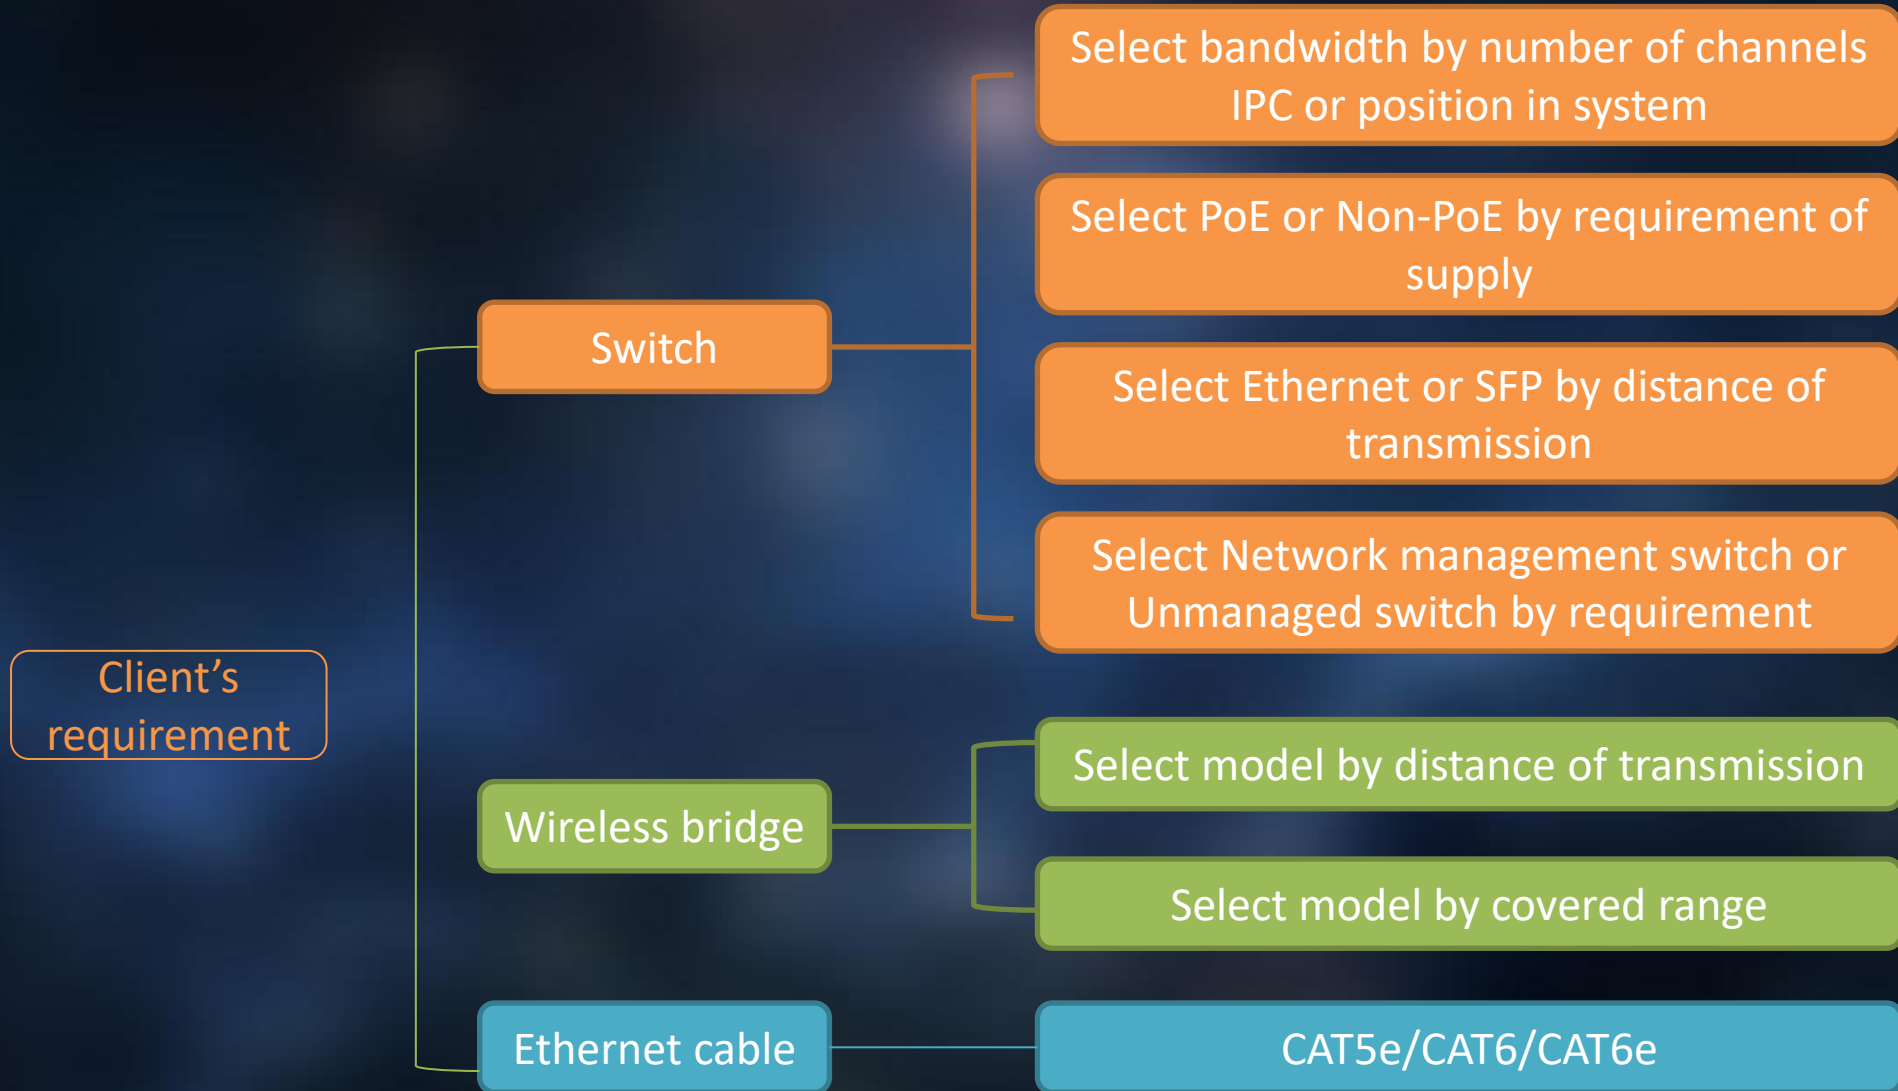 Client’s
requirement
Switch
Select bandwidth by number of channels
IPC or position in system
Select PoE or Non-PoE by requirement of
supply
Select Ethernet or SFP by distance of
transmission
Select Network management switch or
Unmanaged switch by requirement
Wireless bridge
Select model by distance of transmission
Select model by covered range
Ethernet cable
CAT5e/CAT6/CAT6e